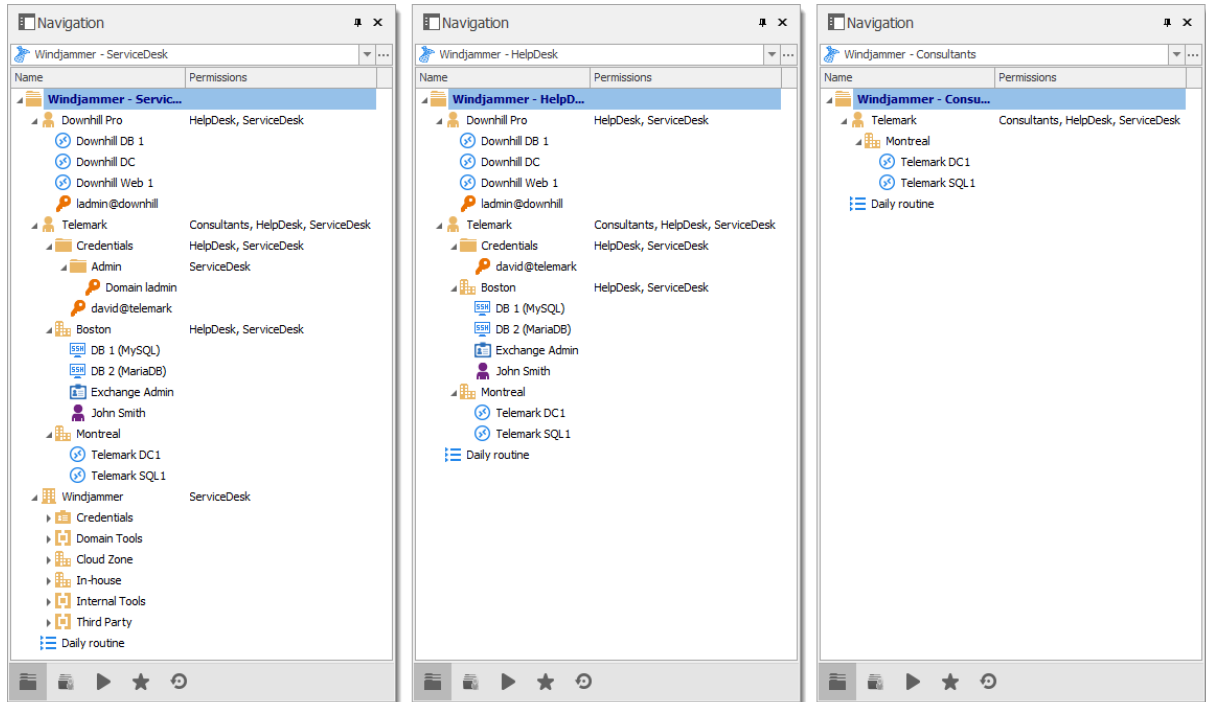 Navigation
Windjammer - ServiceDesk
Name Permissions
Windjammer - Servic...
Downhill Pro HelpDesk, ServiceDesk
Downhill DB 1
Downhill DC
Downhill Web 1
ladmin@downhill
Telemark Consultants, HelpDesk, ServiceDesk
Credentials HelpDesk, ServiceDesk
Admin ServiceDesk
Domain ladmin
david@telemark
Boston HelpDesk, ServiceDesk
SSH DB 1 (MySQL)
SSH DB 2 (MariaDB)
Exchange Admin
John Smith
Montreal
Telemark DC1
Telemark SQL1
Windjammer ServiceDesk
Credentials
Domain Tools
Cloud Zone
In-house
Internal Tools
Third Party
Daily routine
Navigation
Windjammer - HelpDesk
Name Permissions
Windjammer - HelpD...
Downhill Pro HelpDesk, ServiceDesk
Downhill DB 1
Downhill DC
Downhill Web 1
ladmin@downhill
Telemark Consultants, HelpDesk, ServiceDesk
Credentials HelpDesk, ServiceDesk
david@telemark
Boston HelpDesk, ServiceDesk
SSH DB 1 (MySQL)
SSH DB 2 (MariaDB)
Exchange Admin
John Smith
Montreal
Telemark DC1
Telemark SQL1
Daily routine
Navigation
Windjammer - Consultants
Name Permissions
Windjammer - Consu...
Telemark Consultants, HelpDesk, ServiceDesk
Montreal
Telemark DC1
Telemark SQL1
Daily routine